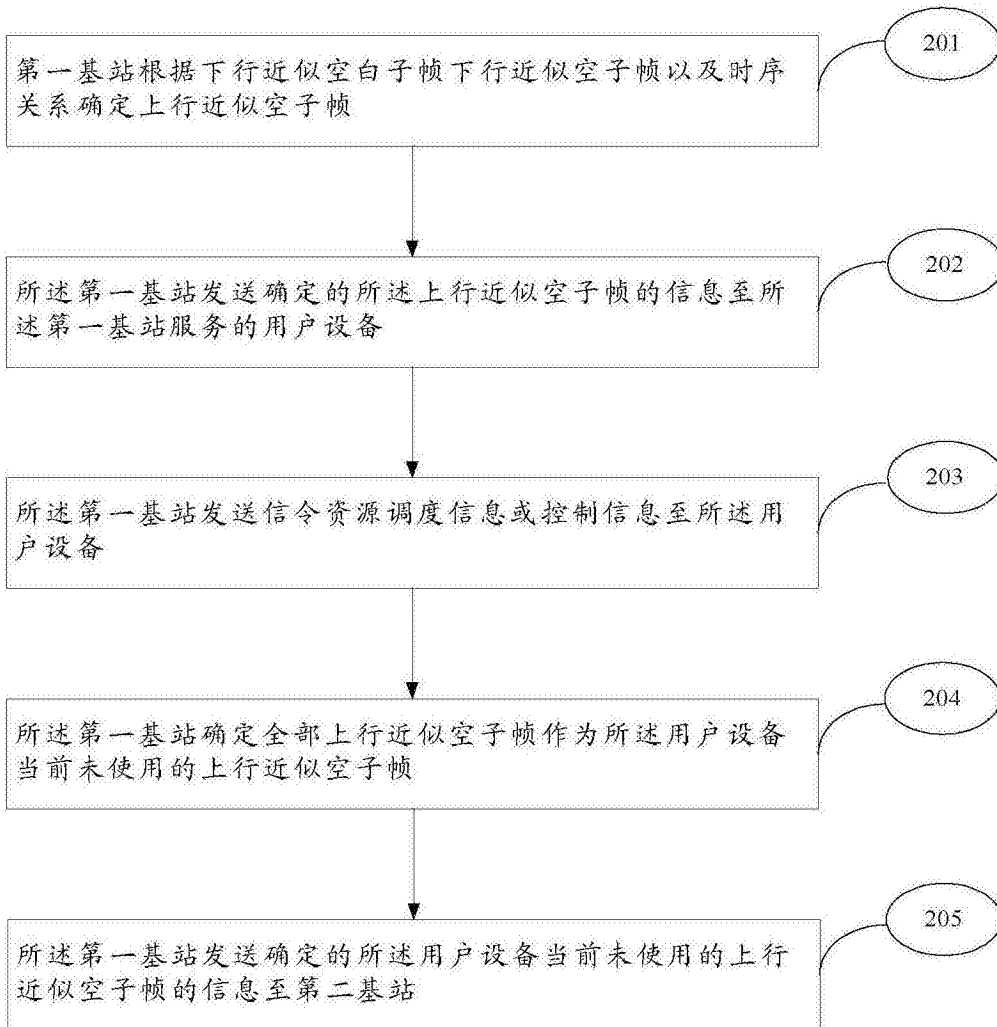 201
第一基站根据下行近似空白子帧下行近似空子帧以及时序
关系确定上行近似空子帧
202
所述第一基站发送确定的所述上行近似空子帧的信息至所
述第一基站服务的用户设备
203
所述第一基站发送信令资源调度信息或控制信息至所述用
户设备
204
所述第一基站确定全部上行近似空子帧作为所述用户设备
当前未使用的上行近似空子帧
205
所述第一基站发送确定的所述用户设备当前未使用的上行
近似空子帧的信息至第二基站